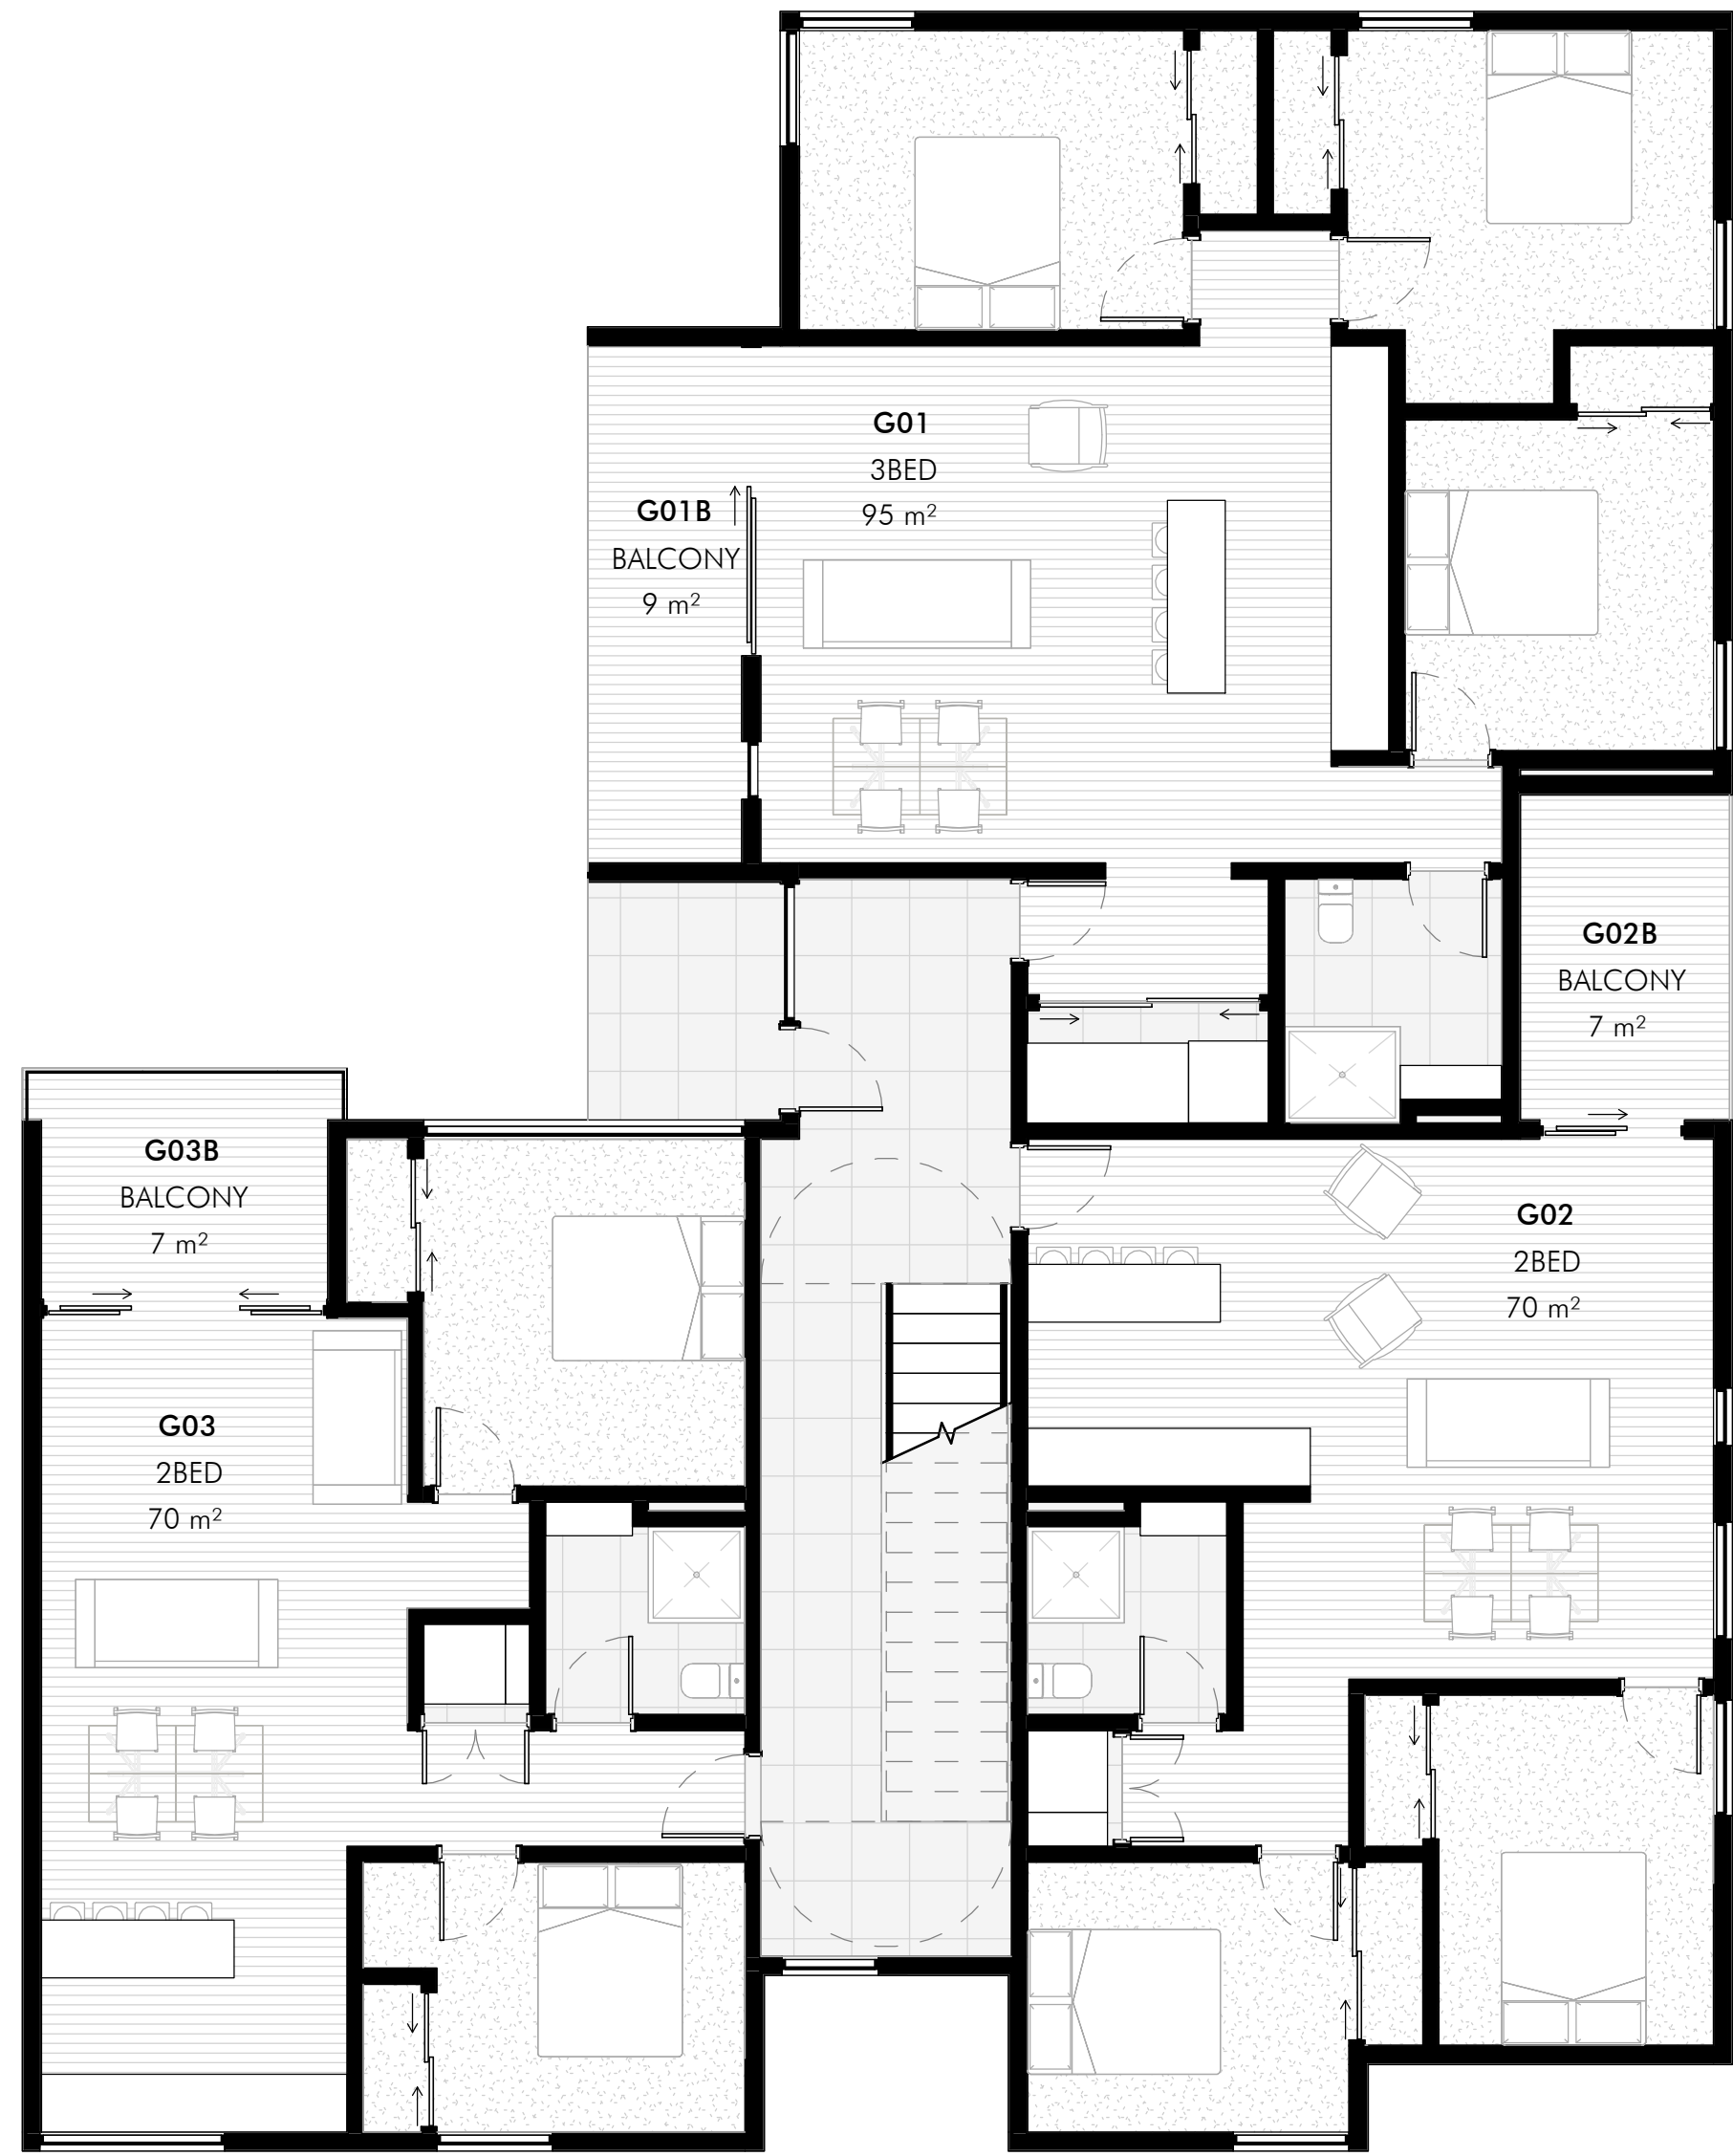 G01
3BED
95 m²
G01B
BALCONY
9 m²
G02B
BALCONY
7 m²
G03B
BALCONY
7 m²
G02
2BED
70 m²
G03
2BED
70 m²